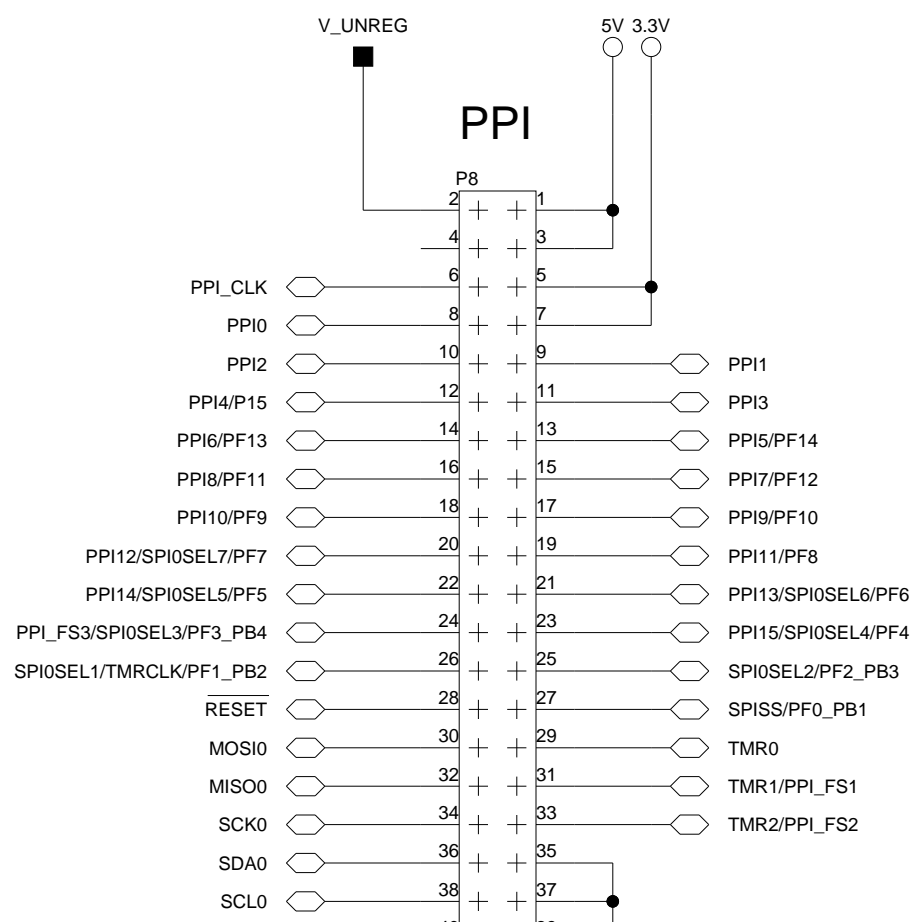 V_UNREG 5V 3.3V
PPI
P8
2 1
4 3
PPI_CLK 6 5
PPI0 8 7
PPI2 10 9 PPI1
PPI4/P15 12 11 PPI3
PPI6/PF13 14 13 PPI5/PF14
PPI8/PF11 16 15 PPI7/PF12
PPI10/PF9 18 17 PPI9/PF10
PPI12/SPI0SEL7/PF7 20 19 PPI11/PF8
PPI14/SPI0SEL5/PF5 22 21 PPI13/SPI0SEL6/PF6
PPI_FS3/SPI0SEL3/PF3_PB4 24 23 PPI15/SPI0SEL4/PF4
SPI0SEL1/TMRCLK/PF1_PB2 26 25 SPI0SEL2/PF2_PB3
RESET 28 27 SPISS/PF0_PB1
MOSI0 30 29 TMR0
MISO0 32 31 TMR1/PPI_FS1
SCK0 34 33 TMR2/PPI_FS2
SDA0 36 35
SCL0 38 37